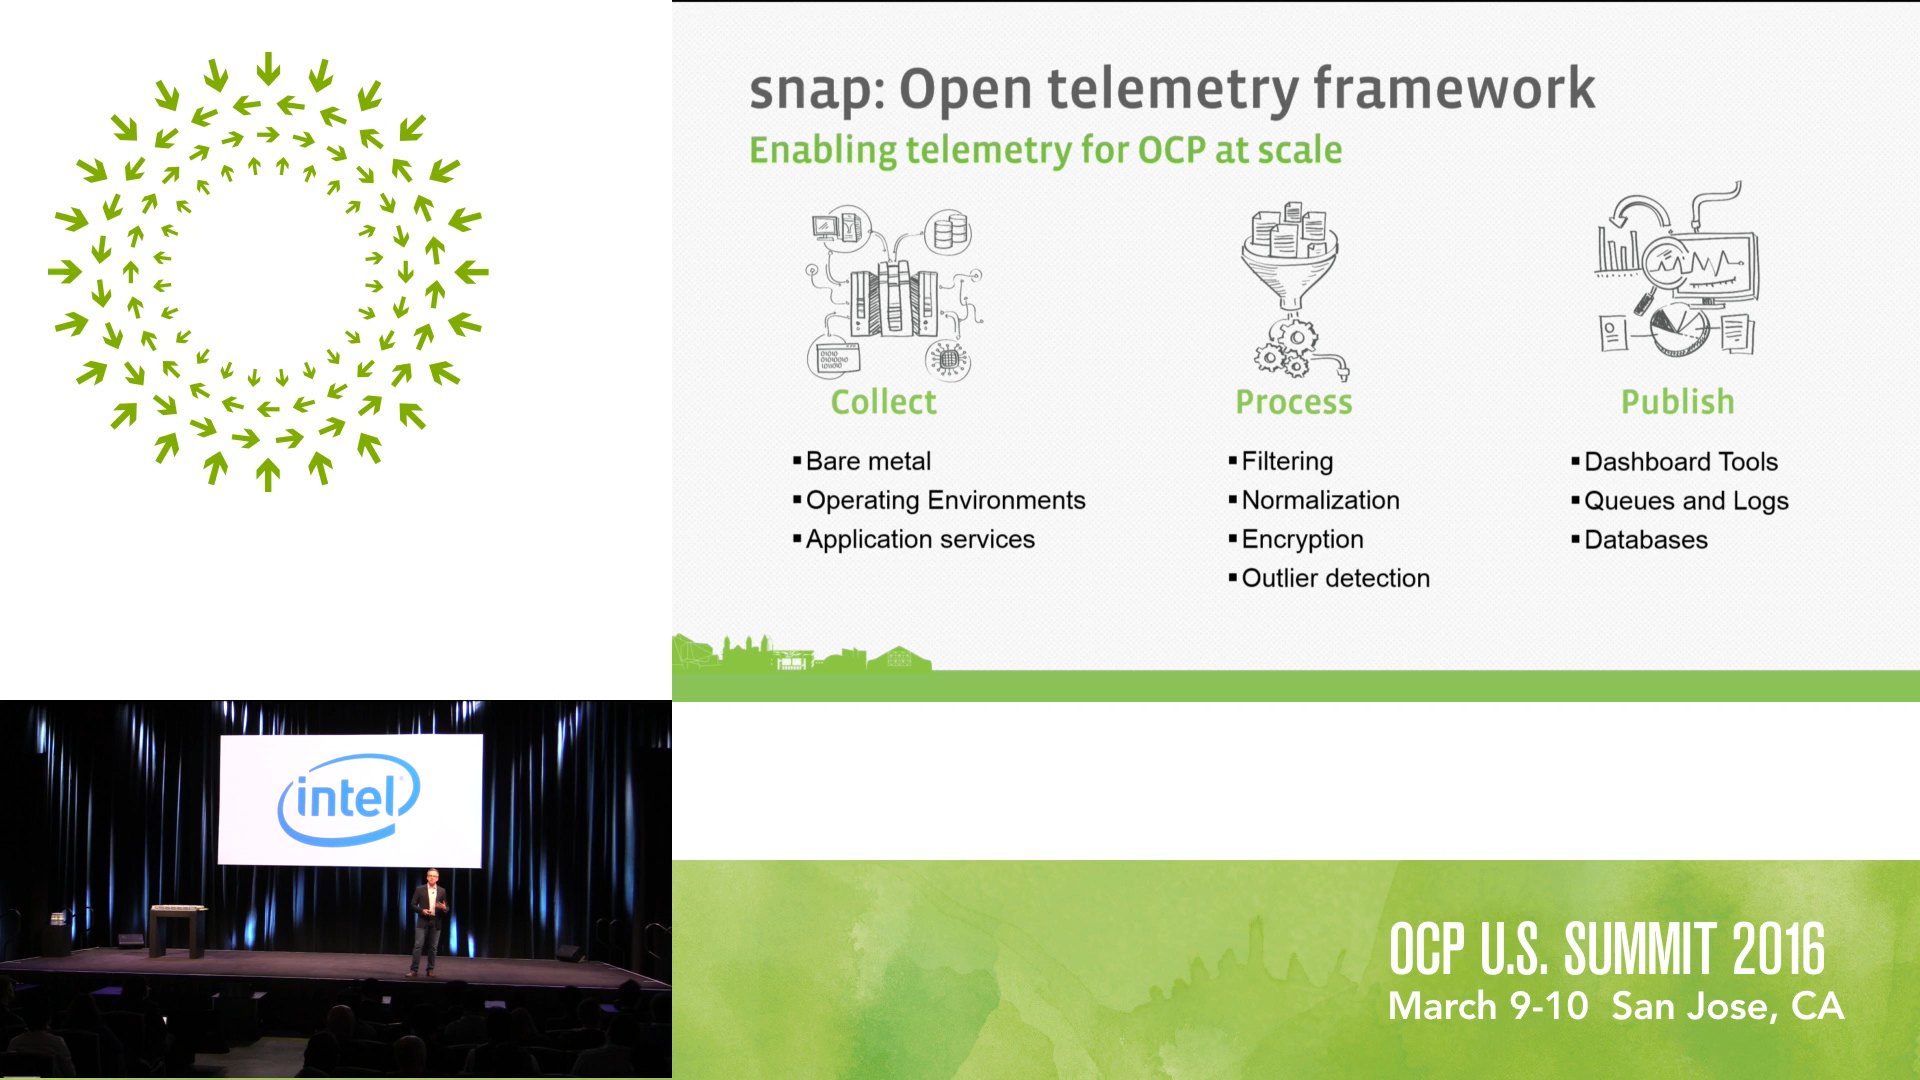 snap: Open telemetry framework
Enabling telemetry for OCP at scale
Collect
Bare metal
Operating Environments
Application services
Process
Filtering
Normalization
Encryption
Outlier detection
Publish
Dashboard Tools
Queues and Logs
Databases
intel
OCP U.S. SUMMIT 2016
March 9-10 San Jose, CA